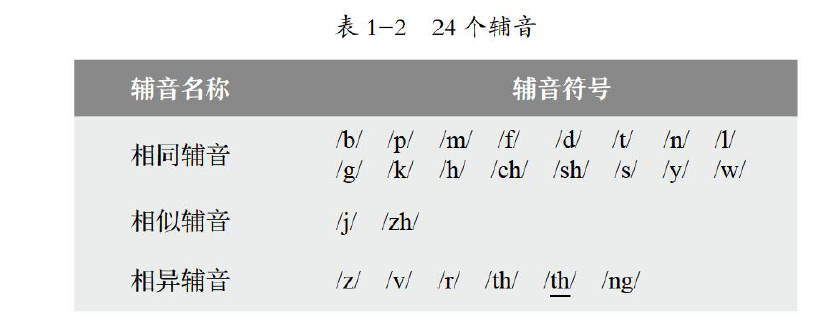 表 1-2 24 个辅音
辅音名称 辅音符号
相同辅音 /b/ /p/ /m/ /f/ /d/ /t/ /n/ /l/
/g/ /k/ /h/ /ch/ /sh/ /s/ /y/ /w/
相似辅音 /j/ /zh/
相异辅音 /z/ /v/ /r/ /th/ /th/ /ng/